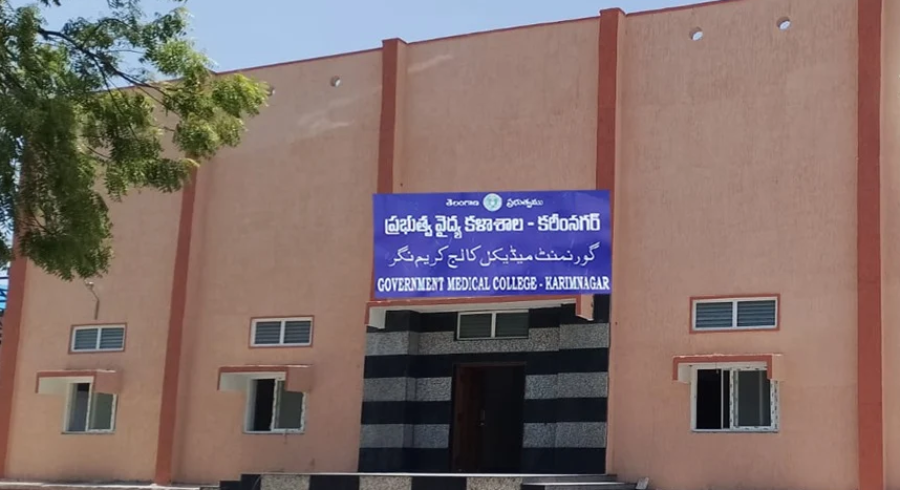 తెలంగాణ ప్రభుత్వము
ప్రభుత్వ వైద్య కళాశాల - కరీంనగర్
گورنمنٹ میڈیکل کالج کریم نگر
GOVERNMENT MEDICAL COLLEGE - KARIMNAGAR